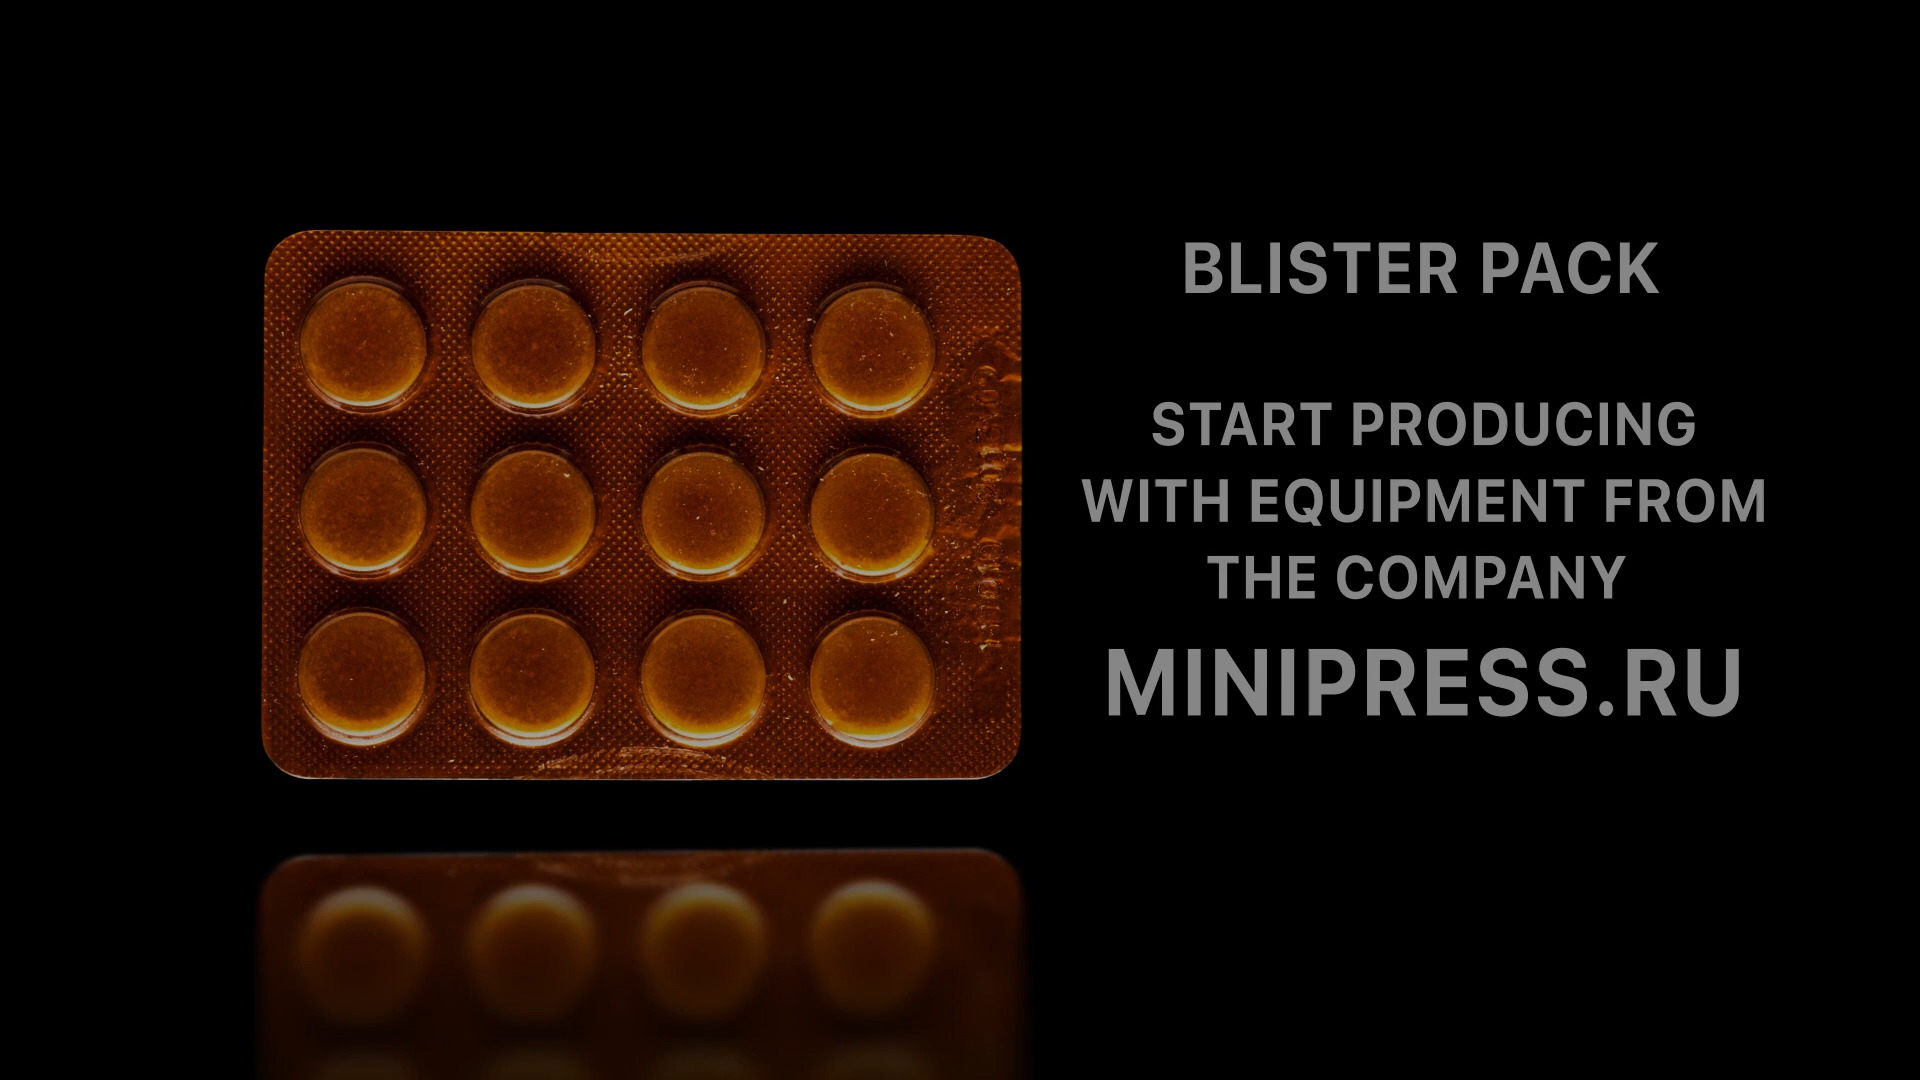 BLISTER PACK
START PRODUCING
WITH EQUIPMENT FROM
THE COMPANY
MINIPRESS.RU